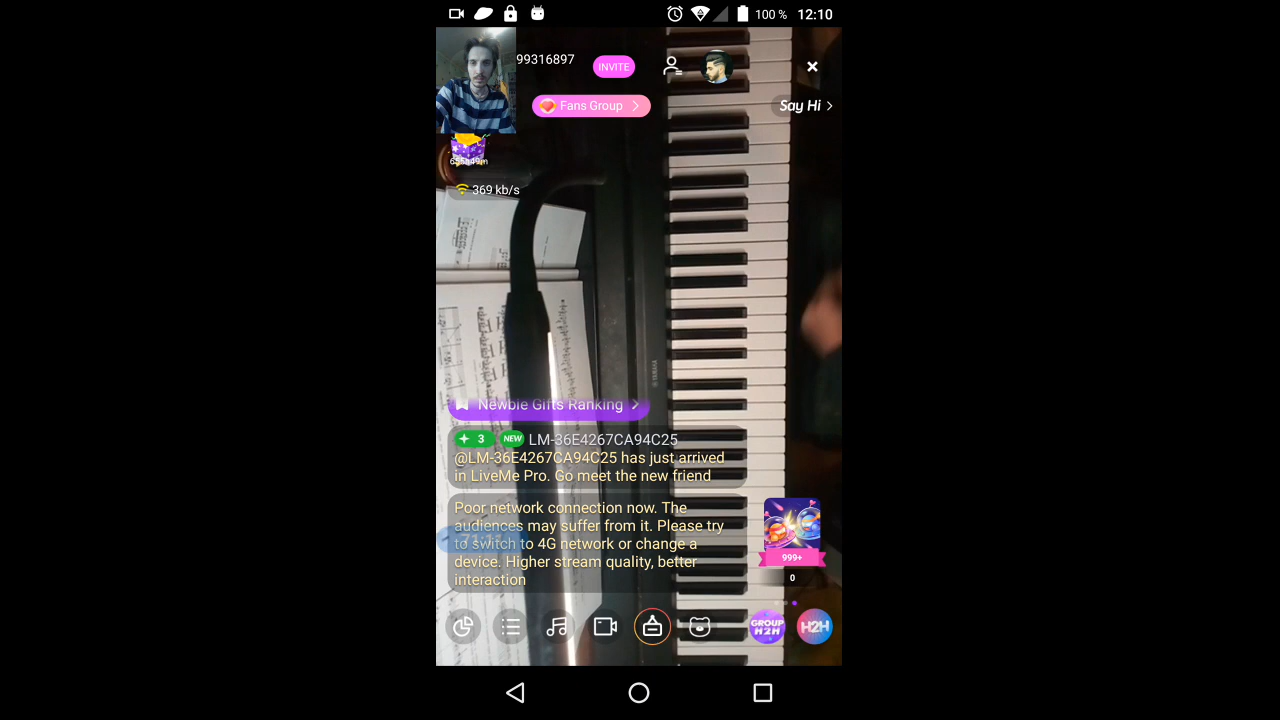 100 % 12:10
99316897
INVITE
Fans Group
Say Hi
369 kb/s
YAMAHA
Newbie Gifts Ranking
3 NEW LM-36E4267CA94C25
@LM-36E4267CA94C25 has just arrived
in LiveMe Pro. Go meet the new friend
Poor network connection now. The
audiences may suffer from it. Please try
to switch to 4G network or change a
device. Higher stream quality, better
interaction
71:11
999+
0
GROUP
H2H
H2H